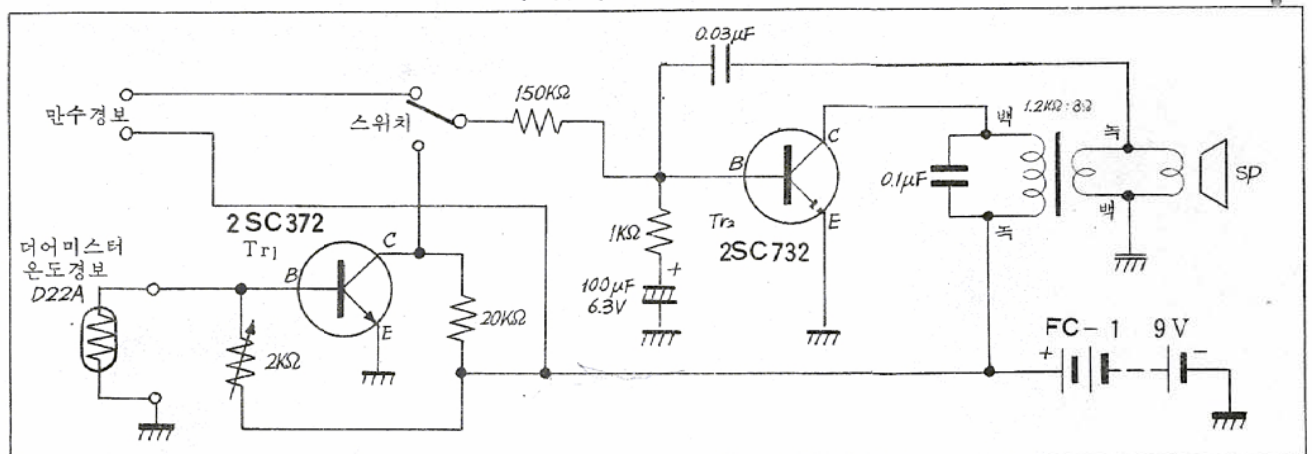 0.03μF
만수경보
스위치
150KΩ
C
B
E
Tr₂
2SC732
1KΩ
+
100μF
6.3V
백
1.2KΩ:8Ω
0.1μF
녹
녹
백
SP
더어미스터
온도경보
D22A
2SC372
Tr₁
B
C
E
2KΩ
20KΩ
FC-1 9V
+
-